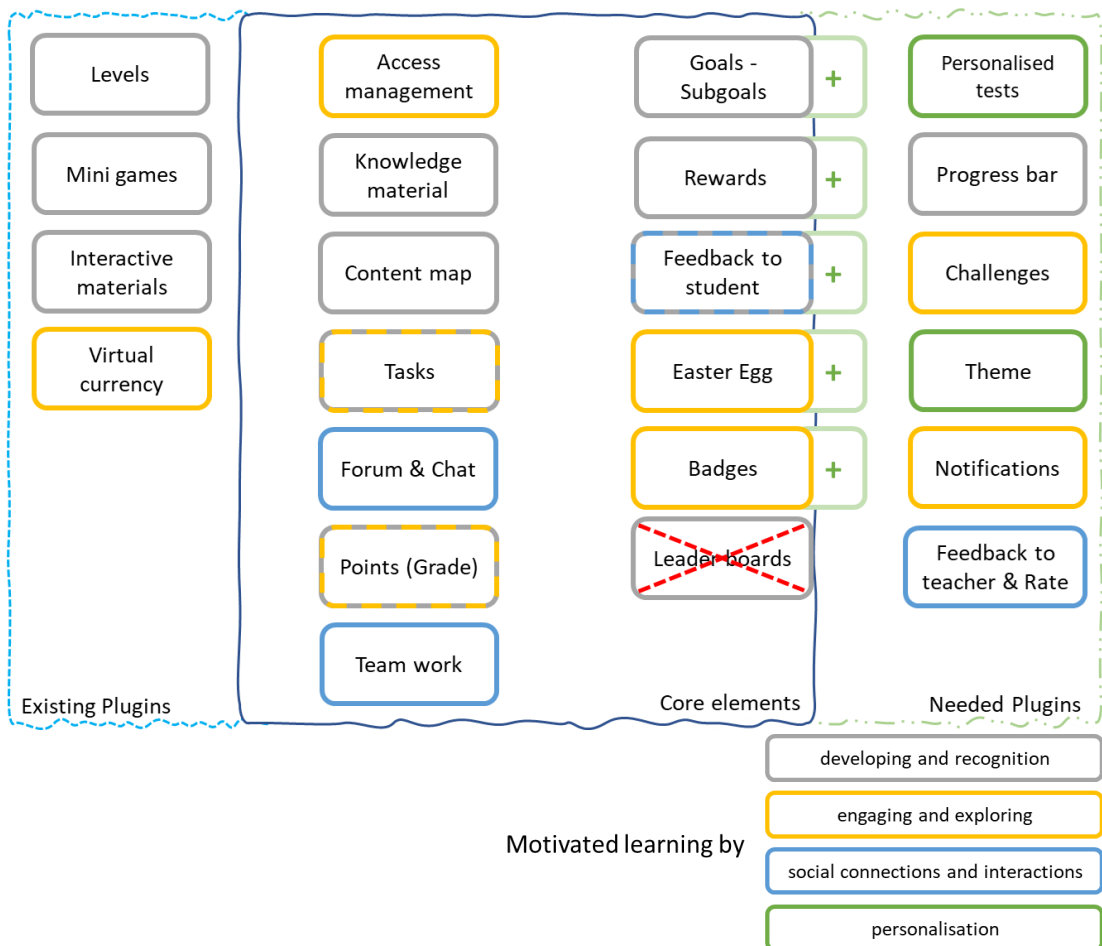 Levels
Mini games
Interactive
materials
Virtual
currency
Existing Plugins
Access
management
Knowledge
material
Content map
Tasks
Forum & Chat
Points (Grade)
Team work
Goals -
Subgoals
+
Rewards
+
Feedback to
student
+
Easter Egg
+
Badges
+
Leader boards
Core elements
Personalised
tests
Progress bar
Challenges
Theme
Notifications
Feedback to
teacher & Rate
Needed Plugins
Motivated learning by
developing and recognition
engaging and exploring
social connections and interactions
personalisation